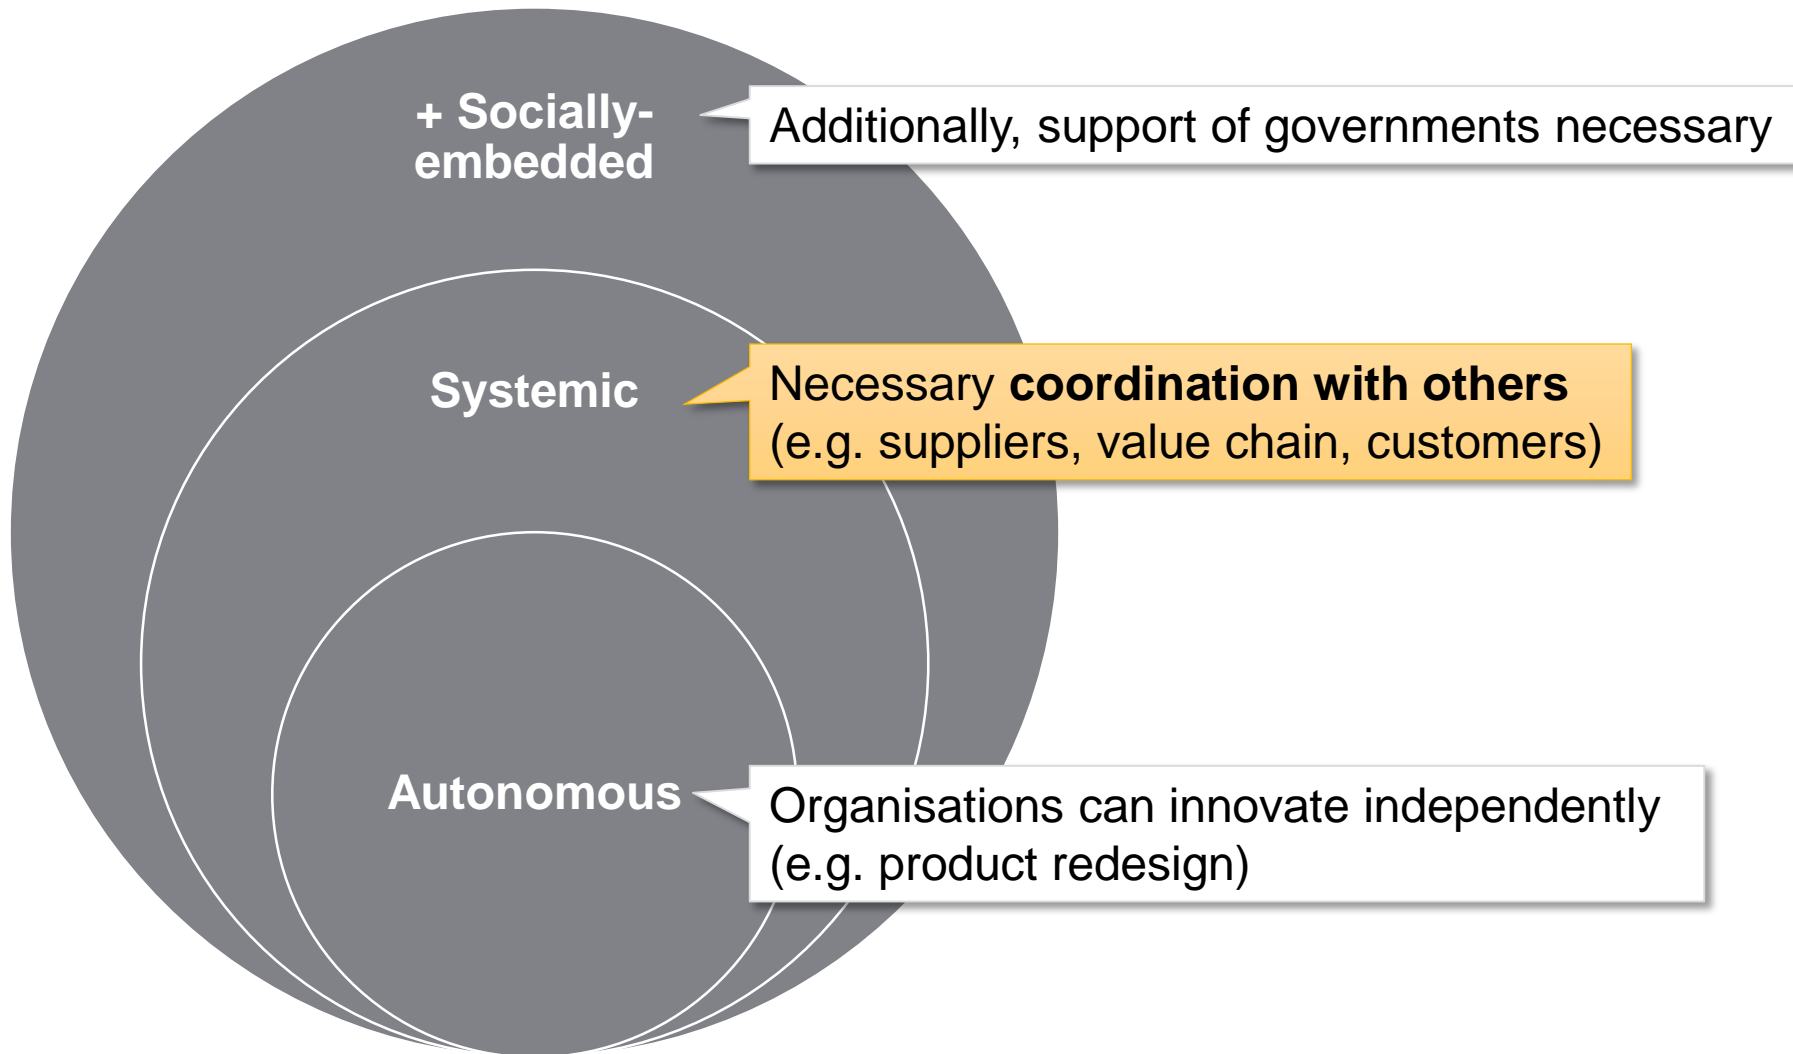 + Socially-
embedded
Additionally, support of governments necessary
Systemic
Necessary coordination with others
(e.g. suppliers, value chain, customers)
Autonomous
Organisations can innovate independently
(e.g. product redesign)